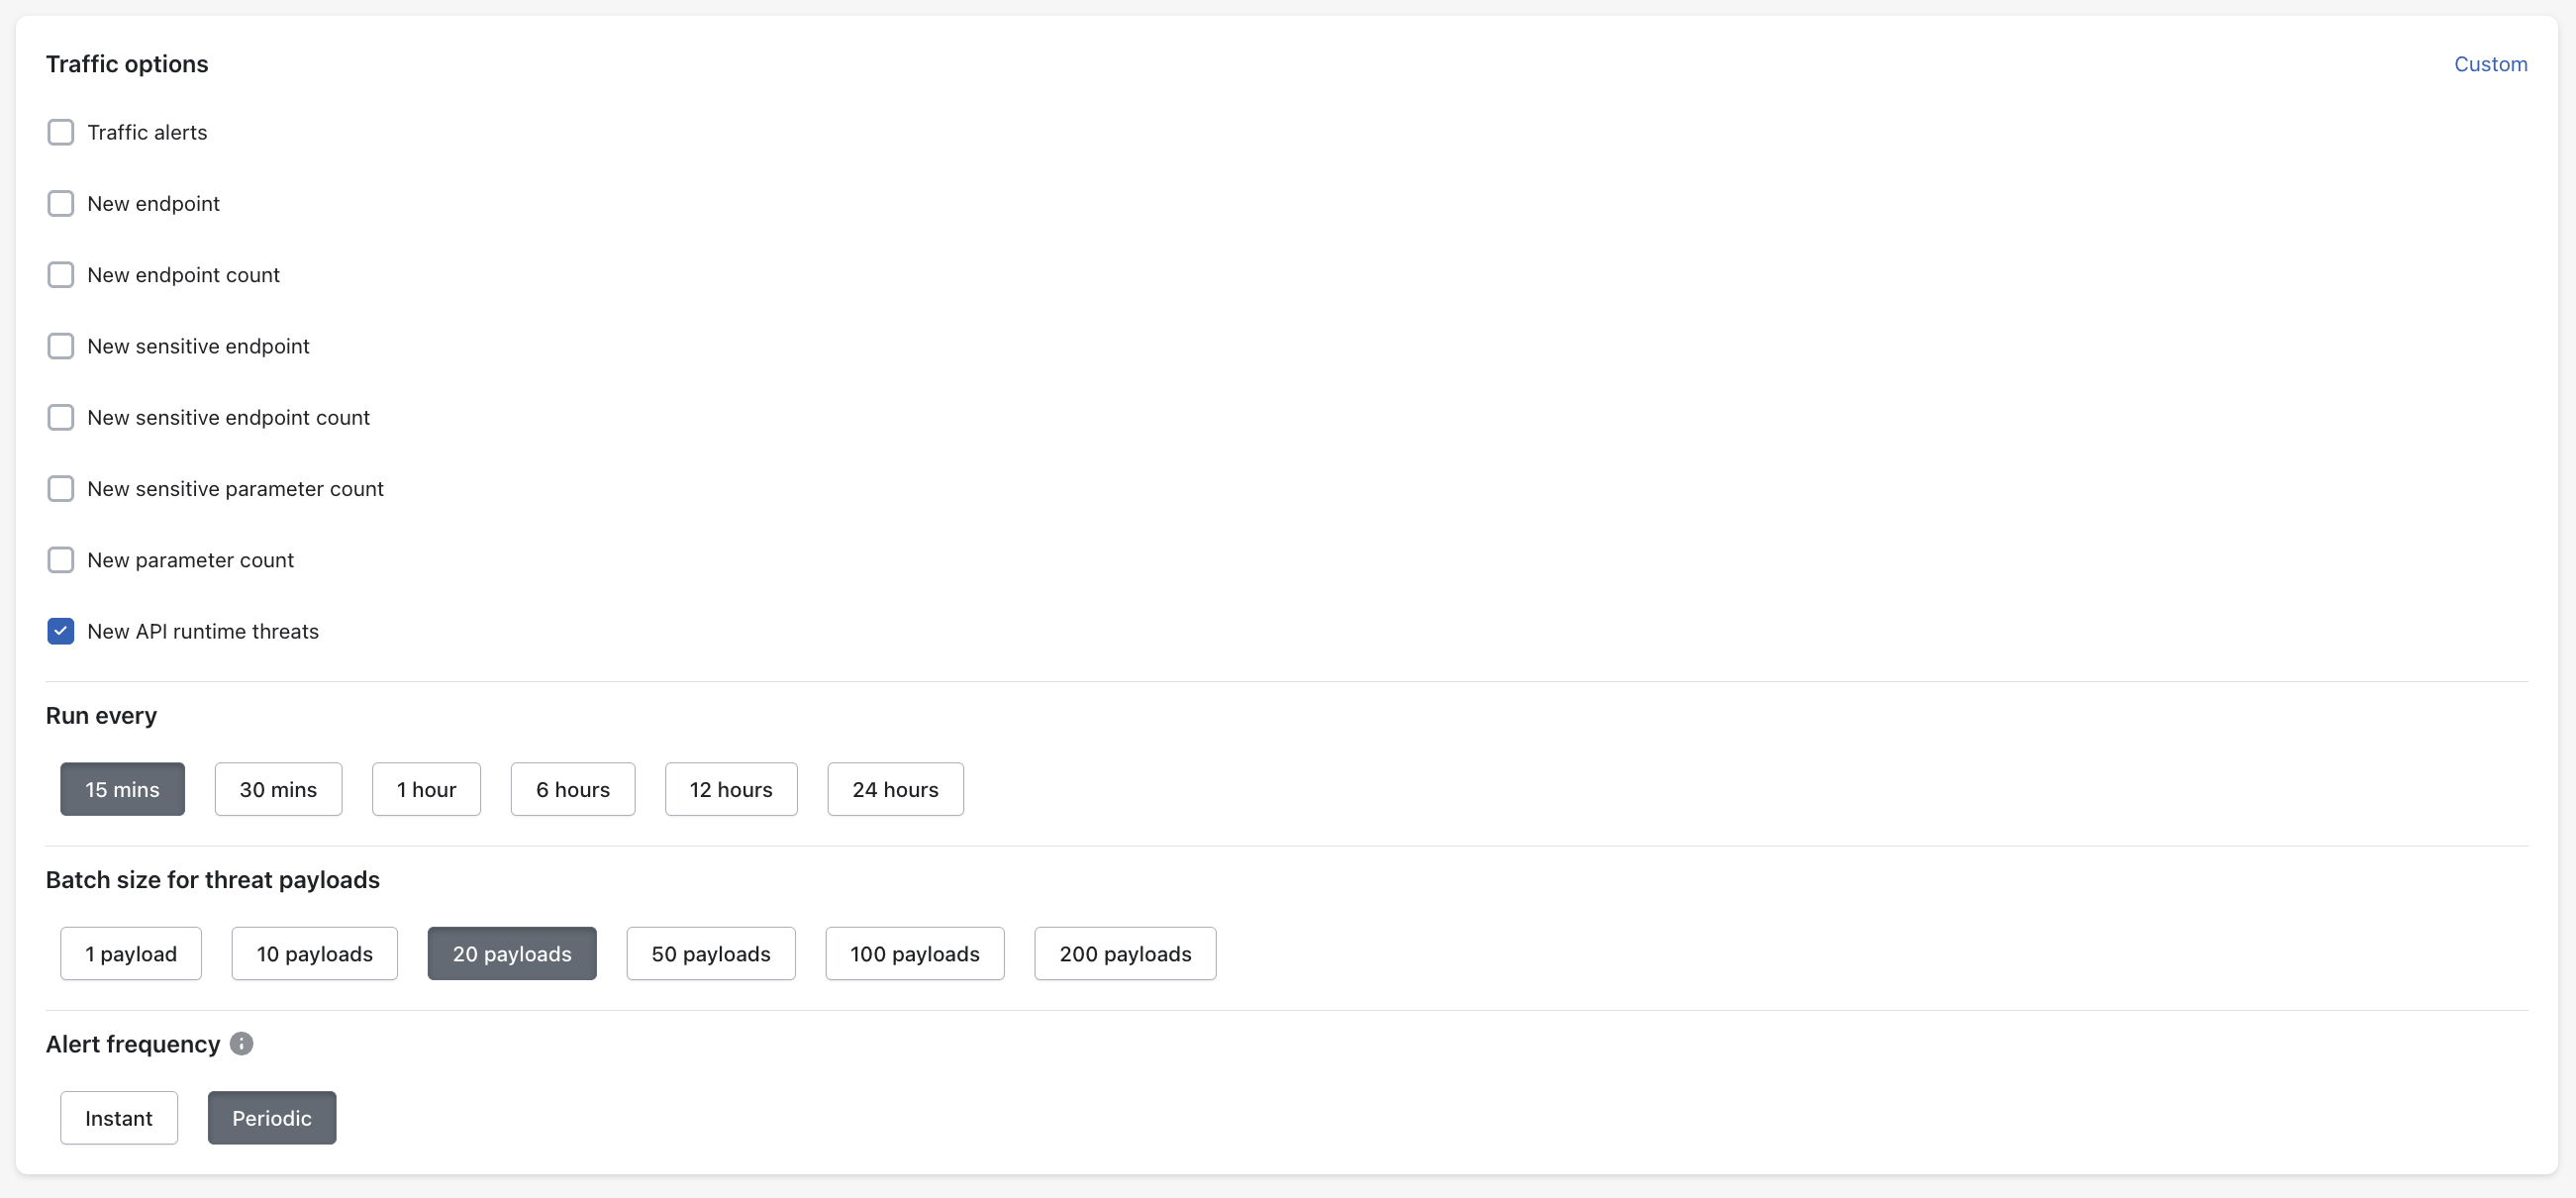 Traffic options
Custom
Traffic alerts
New endpoint
New endpoint count
New sensitive endpoint
New sensitive endpoint count
New sensitive parameter count
New parameter count
New API runtime threats
Run every
15 mins 30 mins 1 hour 6 hours 12 hours 24 hours
Batch size for threat payloads
1 payload 10 payloads 20 payloads 50 payloads 100 payloads 200 payloads
Alert frequency
Instant Periodic